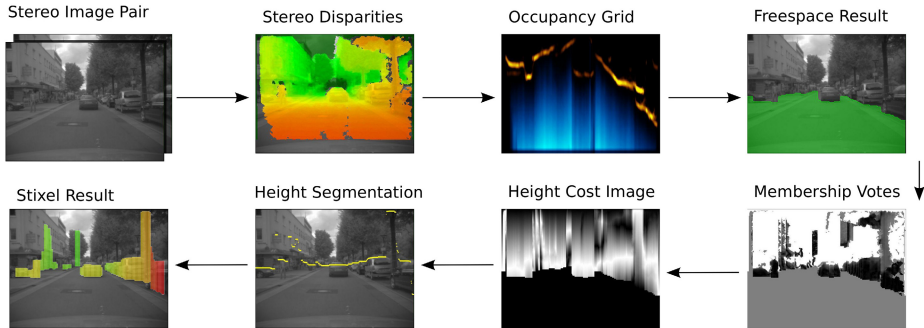 Stereo Image Pair
Stereo Disparities
Occupancy Grid
Freespace Result
Stixel Result
Height Segmentation
Height Cost Image
Membership Votes